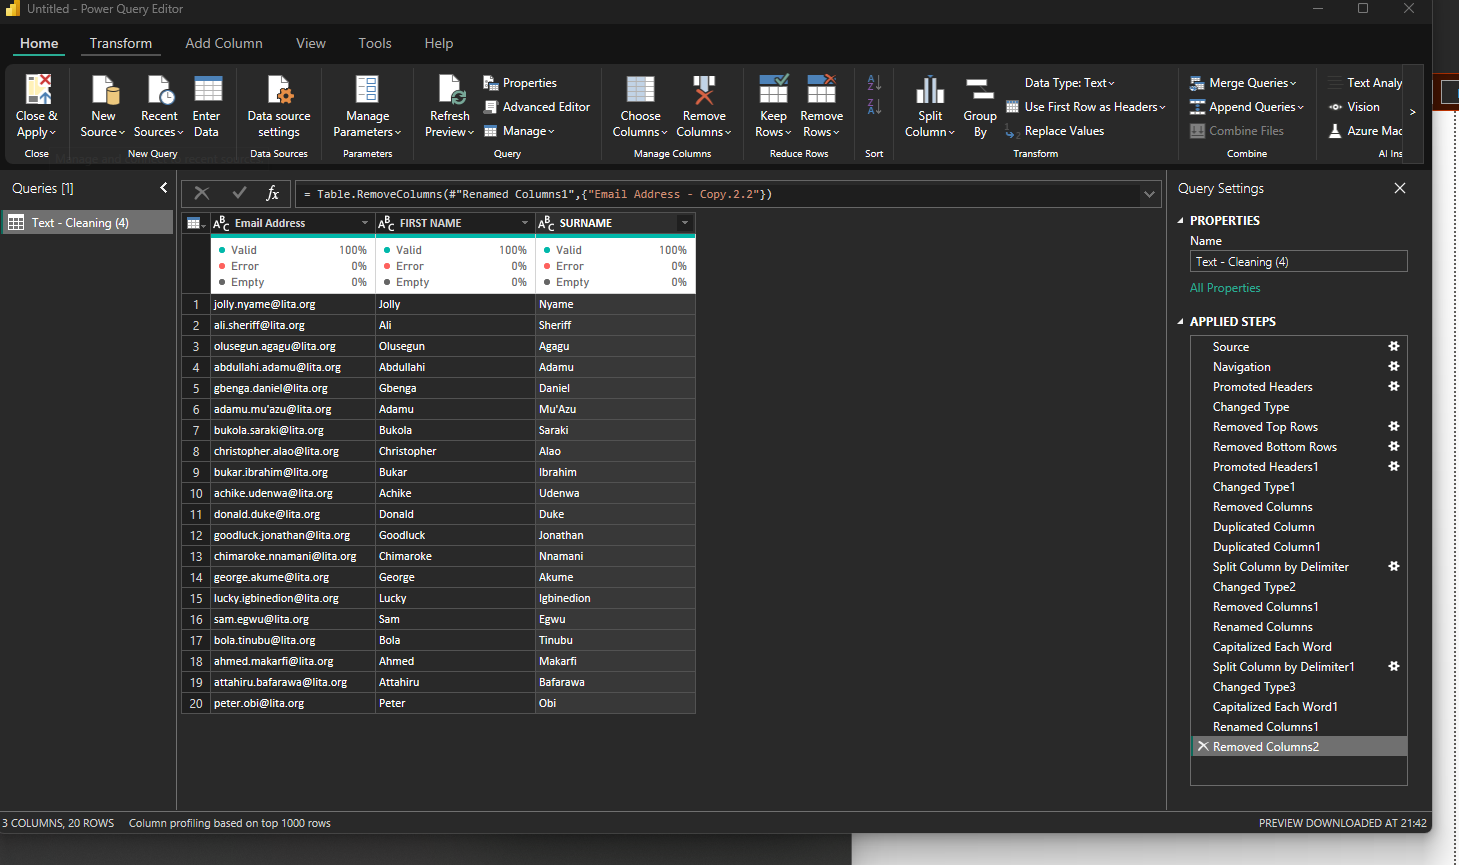 Untitled - Power Query Editor
Home Transform Add Column View Tools Help
Close & Apply
Close
New Source
Recent Sources
Enter Data
New Query
Data source settings
Data Sources
Manage Parameters
Parameters
Refresh Preview
Properties
Advanced Editor
Manage
Query
Choose Columns
Remove Columns
Manage Columns
Keep Rows
Remove Rows
Reduce Rows
Sort
Split Column
Group By
Data Type: Text
Use First Row as Headers
Replace Values
Transform
Merge Queries
Append Queries
Combine Files
Combine
Text Analy
Vision
Azure Mac
AI Ins
Queries [1]
Text - Cleaning (4)
fx = Table.RemoveColumns(#"Renamed Columns1",{"Email Address - Copy.2.2"})
ABC Email Address ABC FIRST NAME ABC SURNAME
Valid 100% Valid 100% Valid 100%
Error 0% Error 0% Error 0%
Empty 0% Empty 0% Empty 0%
1 jolly.nyame@lita.org Jolly Nyame
2 ali.sheriff@lita.org Ali Sheriff
3 olusegun.agagu@lita.org Olusegun Agagu
4 abdullahi.adamu@lita.org Abdullahi Adamu
5 gbenga.daniel@lita.org Gbenga Daniel
6 adamu.mu'azu@lita.org Adamu Mu'Azu
7 bukola.saraki@lita.org Bukola Saraki
8 christopher.alao@lita.org Christopher Alao
9 bukar.ibrahim@lita.org Bukar Ibrahim
10 achike.udenwa@lita.org Achike Udenwa
11 donald.duke@lita.org Donald Duke
12 goodluck.jonathan@lita.org Goodluck Jonathan
13 chimaroke.nnamani@lita.org Chimaroke Nnamani
14 george.akume@lita.org George Akume
15 lucky.igbinedion@lita.org Lucky Igbinedion
16 sam.egwu@lita.org Sam Egwu
17 bola.tinubu@lita.org Bola Tinubu
18 ahmed.makarfi@lita.org Ahmed Makarfi
19 attahiru.bafarawa@lita.org Attahiru Bafarawa
20 peter.obi@lita.org Peter Obi
Query Settings
PROPERTIES
Name
Text - Cleaning (4)
All Properties
APPLIED STEPS
Source
Navigation
Promoted Headers
Changed Type
Removed Top Rows
Removed Bottom Rows
Promoted Headers1
Changed Type1
Removed Columns
Duplicated Column
Duplicated Column1
Split Column by Delimiter
Changed Type2
Removed Columns1
Renamed Columns
Capitalized Each Word
Split Column by Delimiter1
Changed Type3
Capitalized Each Word1
Renamed Columns1
Removed Columns2
3 COLUMNS, 20 ROWS Column profiling based on top 1000 rows
PREVIEW DOWNLOADED AT 21:42